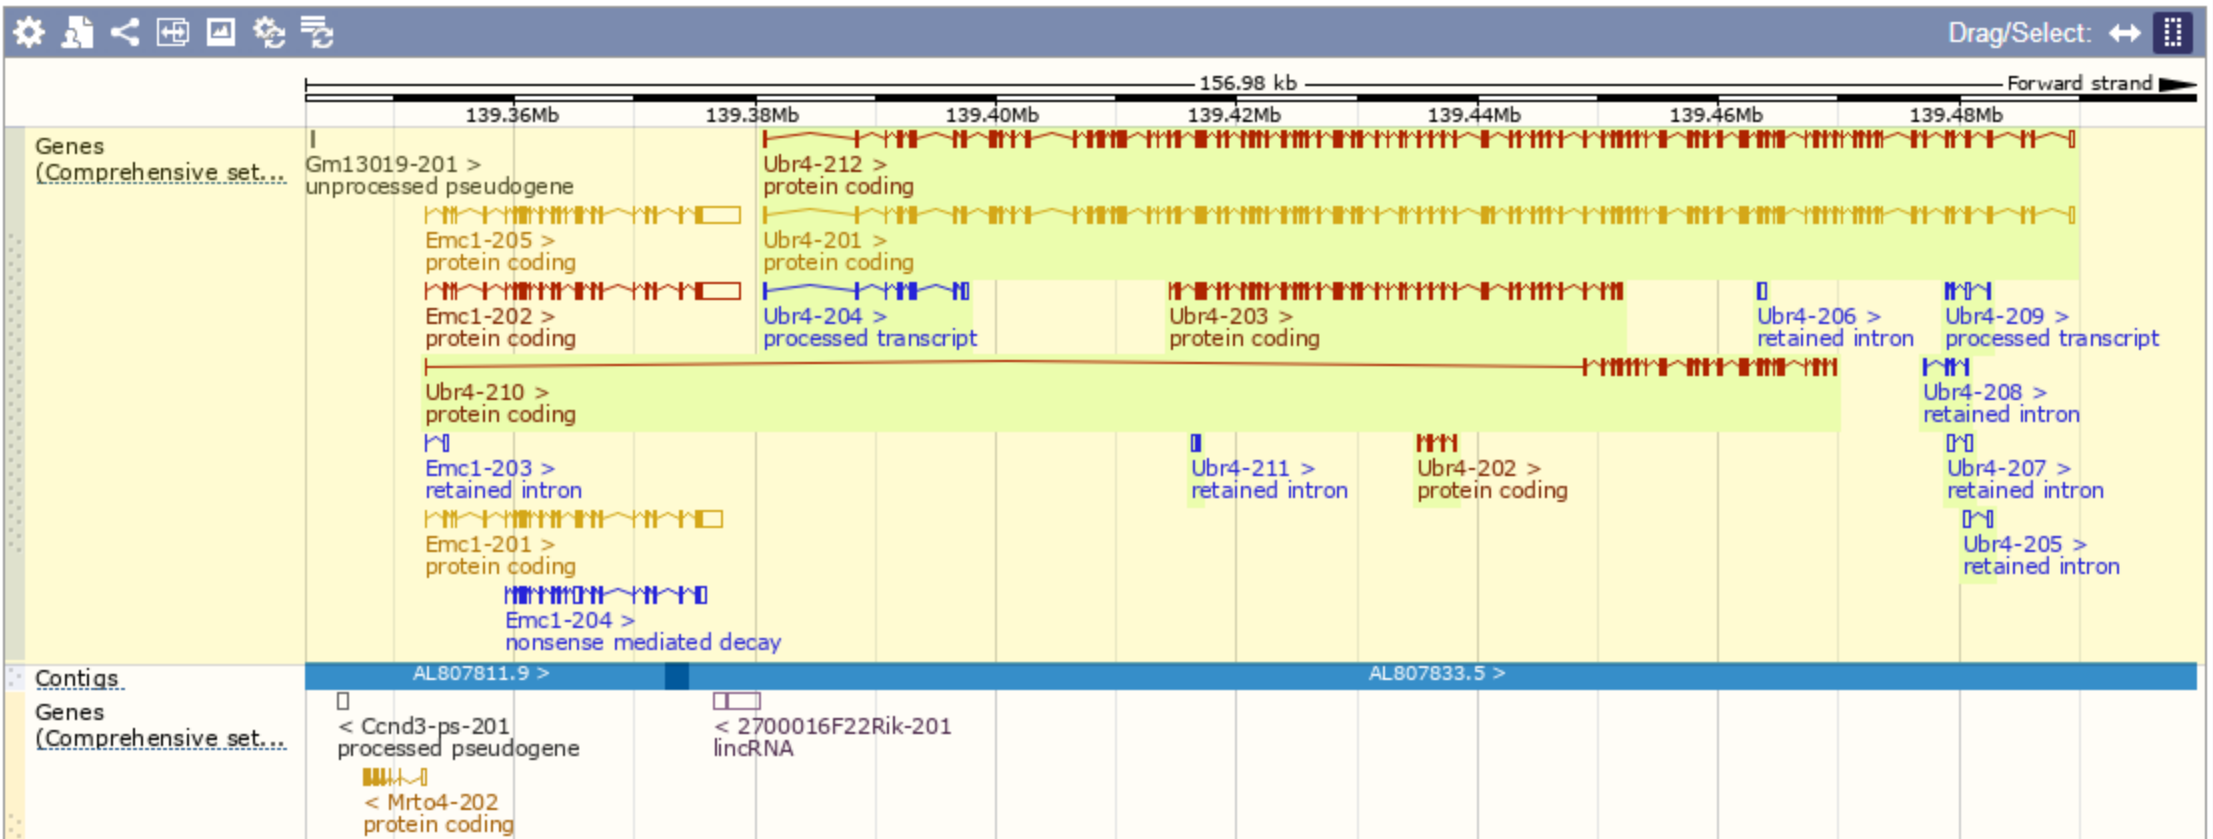 Drag/Select:
156.98 kb
Forward strand
139.36Mb 139.38Mb 139.40Mb 139.42Mb 139.44Mb 139.46Mb 139.48Mb
Genes
(Comprehensive set...
Gm13019-201 >
unprocessed pseudogene
Ubr4-212 >
protein coding
Emc1-205 >
protein coding
Ubr4-201 >
protein coding
Emc1-202 >
protein coding
Ubr4-204 >
processed transcript
Ubr4-203 >
protein coding
Ubr4-206 >
retained intron
Ubr4-209 >
processed transcript
Ubr4-210 >
protein coding
Ubr4-208 >
retained intron
Emc1-203 >
retained intron
Ubr4-211 >
retained intron
Ubr4-202 >
protein coding
Ubr4-207 >
retained intron
Emc1-201 >
protein coding
Ubr4-205 >
retained intron
Emc1-204 >
nonsense mediated decay
Contigs
AL807811.9 >
AL807833.5 >
Genes
(Comprehensive set...
< Ccnd3-ps-201
processed pseudogene
< 2700016F22Rik-201
lincRNA
< Mrto4-202
protein coding